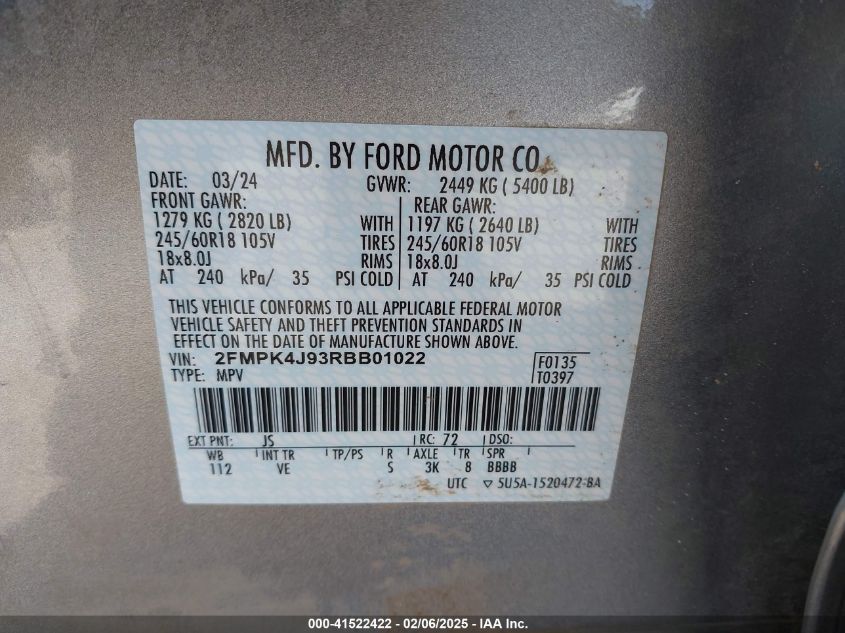 MFD. BY FORD MOTOR CO.
DATE: 03/24 GVWR: 2449 KG ( 5400 LB)
FRONT GAWR: REAR GAWR:
1279 KG ( 2820 LB) WITH 1197 KG ( 2640 LB) WITH
245/60R18 105V TIRES 245/60R18 105V TIRES
18x8.0J RIMS 18x8.0J RIMS
AT 240 kPa/ 35 PSI COLD AT 240 kPa/ 35 PSI COLD
THIS VEHICLE CONFORMS TO ALL APPLICABLE FEDERAL MOTOR
VEHICLE SAFETY AND THEFT PREVENTION STANDARDS IN
EFFECT ON THE DATE OF MANUFACTURE SHOWN ABOVE.
VIN: 2FMPK4J93RBB01022 F0135
TYPE: MPV T0397
EXT PNT: JS RC: 72 DSO:
WB INT TR TP/PS R AXLE TR SPR
112 VE S 3K 8 BBBB
UTC ▽ 5U5A-1520472-BA
000-41522422 - 02/06/2025 - IAA Inc.